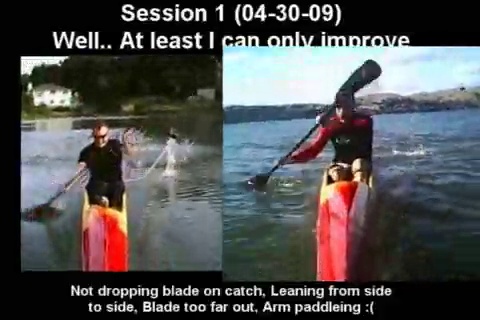 Session 1 (04-30-09)
Well.. At least I can only improve
Not dropping blade on catch, Leaning from side
to side, Blade too far out, Arm paddleing :(